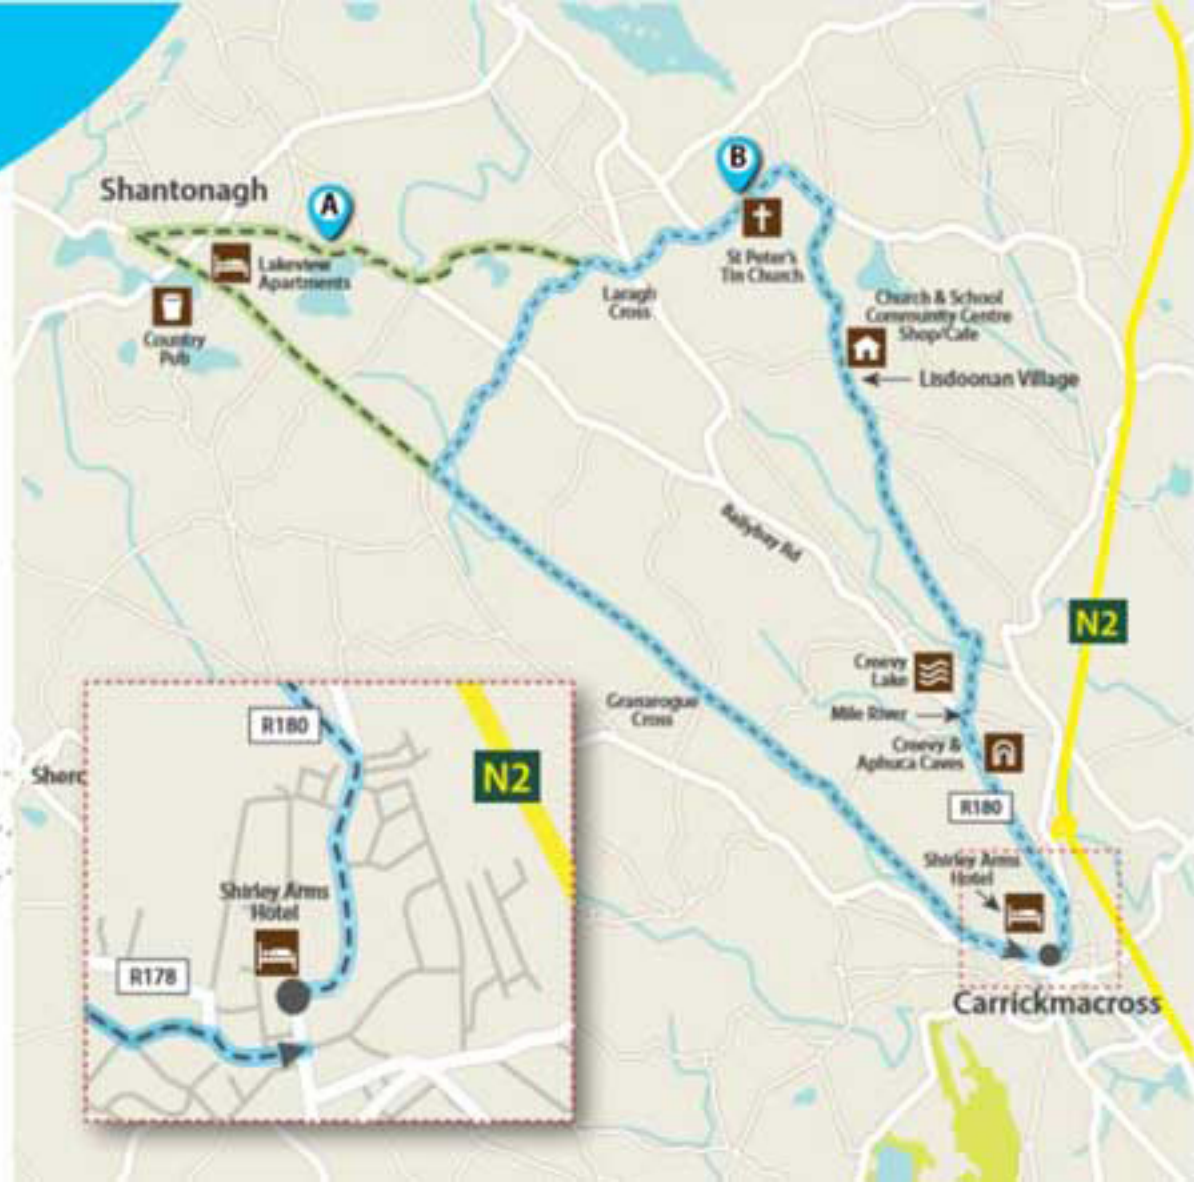 Shantonagh
A
B
Lakeview
Apartments
Country
Pub
St Peter's
Tin Church
Laragh
Cross
Church & School
Community Centre
Shop/Cafe
Lisdoonan Village
Ballybay Rd
N2
Creevy
Lake
Mile River
Creevy &
Aphuca Caves
R180
Granarogue
Cross
Shirley Arms
Hotel
Carrickmacross
Sherc
R180
N2
Shirley Arms
Hotel
R178